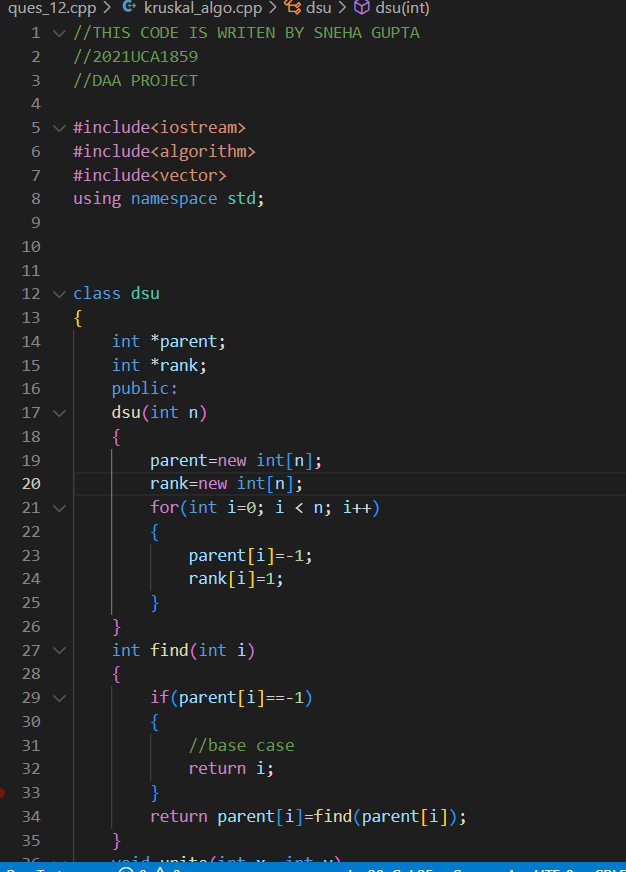 ques_12.cpp > kruskal_algo.cpp > dsu > dsu(int)
1 //THIS CODE IS WRITEN BY SNEHA GUPTA
2 //2021UCA1859
3 //DAA PROJECT
4
5 #include<iostream>
6 #include<algorithm>
7 #include<vector>
8 using namespace std;
9
10
11
12 class dsu
13 {
14 int *parent;
15 int *rank;
16 public:
17 dsu(int n)
18 {
19 parent=new int[n];
20 rank=new int[n];
21 for(int i=0; i < n; i++)
22 {
23 parent[i]=-1;
24 rank[i]=1;
25 }
26 }
27 int find(int i)
28 {
29 if(parent[i]==-1)
30 {
31 //base case
32 return i;
33 }
34 return parent[i]=find(parent[i]);
35 }